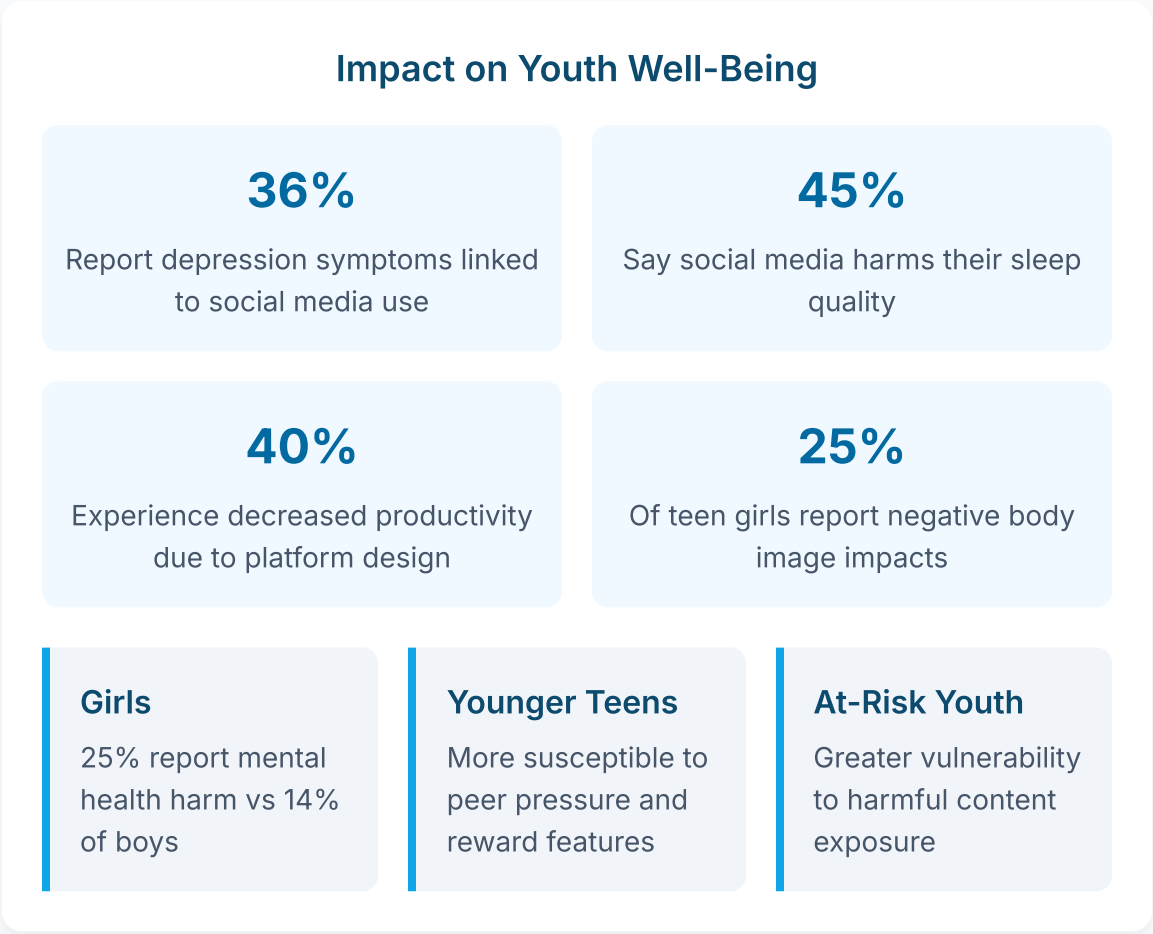 Impact on Youth Well-Being
36%
Report depression symptoms linked
to social media use
45%
Say social media harms their sleep
quality
40%
Experience decreased productivity
due to platform design
25%
Of teen girls report negative body
image impacts
Girls
25% report mental
health harm vs 14%
of boys
Younger Teens
More susceptible to
peer pressure and
reward features
At-Risk Youth
Greater vulnerability
to harmful content
exposure